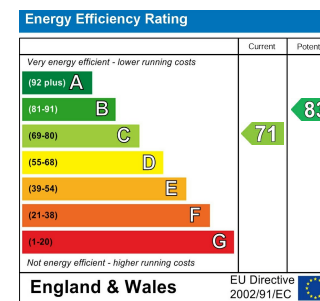 Energy Efficiency Rating
Current Potent
Very energy efficient - lower running costs
(92 plus) A
(81-91) B
83
(69-80) C
71
(55-68) D
(39-54) E
(21-38) F
(1-20) G
Not energy efficient - higher running costs
England & Wales
EU Directive
2002/91/EC